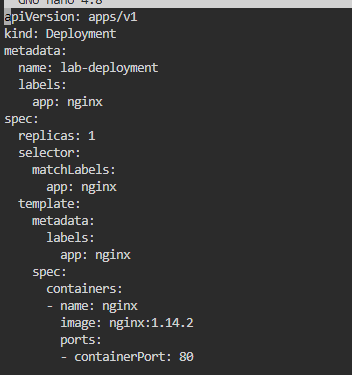 GNU nano 4.8
apiVersion: apps/v1
kind: Deployment
metadata:
  name: lab-deployment
  labels:
    app: nginx
spec:
  replicas: 1
  selector:
    matchLabels:
      app: nginx
  template:
    metadata:
      labels:
        app: nginx
    spec:
      containers:
      - name: nginx
        image: nginx:1.14.2
        ports:
        - containerPort: 80